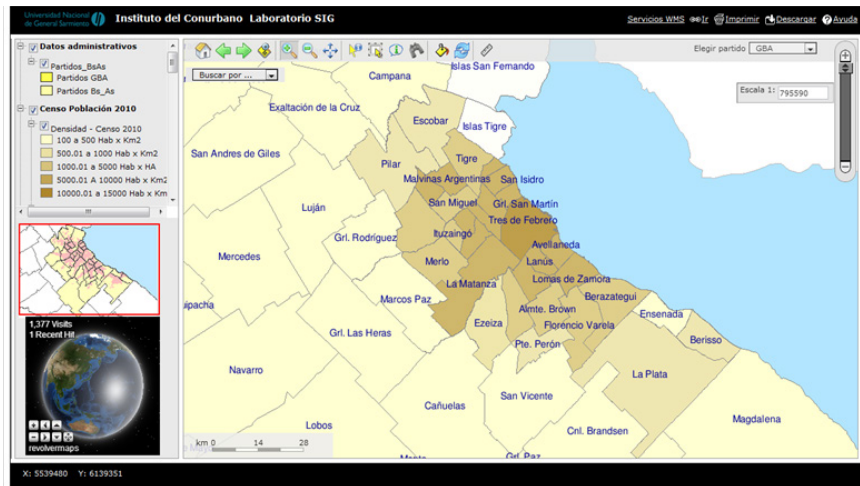 Universidad Nacional de General Sarmiento
Instituto del Conurbano Laboratorio SIG
Servicios WMS Ir Imprimir Descargar Ayuda
Datos administrativos
Partidos_BsAs
Partidos GBA
Partidos Bs_As
Censo Población 2010
Densidad - Censo 2010
100 a 500 Hab x Km2
500.01 a 1000 Hab x Km2
1000.01 a 5000 Hab x HA
5000.01 A 10000 Hab x Km2
10000.01 a 15000 Hab x Km
1,377 Visits
1 Recent Hit
revolvermaps
Elegir partido GBA
Buscar por ...
Escala 1: 795590
Islas San Fernando
Campana
Exaltación de la Cruz
Escobar
Islas Tigre
San Andres de Giles
Pilar
Tigre
Malvinas Argentinas
San Isidro
Luján
San Miguel
Grl. San Martín
Tres de Febrero
Grl. Rodríguez
Ituzaingó
Avellaneda
Mercedes
Merlo
Lanús
La Matanza
Lomas de Zamora
Marcos Paz
Berazategui
ipacha
Almte. Brown
Ensenada
Ezeiza
Florencio Varela
Grl. Las Heras
Pte. Perón
Berisso
Navarro
La Plata
San Vicente
Cañuelas
Magdalena
Lobos
Cnl. Brandsen
Grl. Paz
km 0 14 28
X: 5539480 Y: 6139351